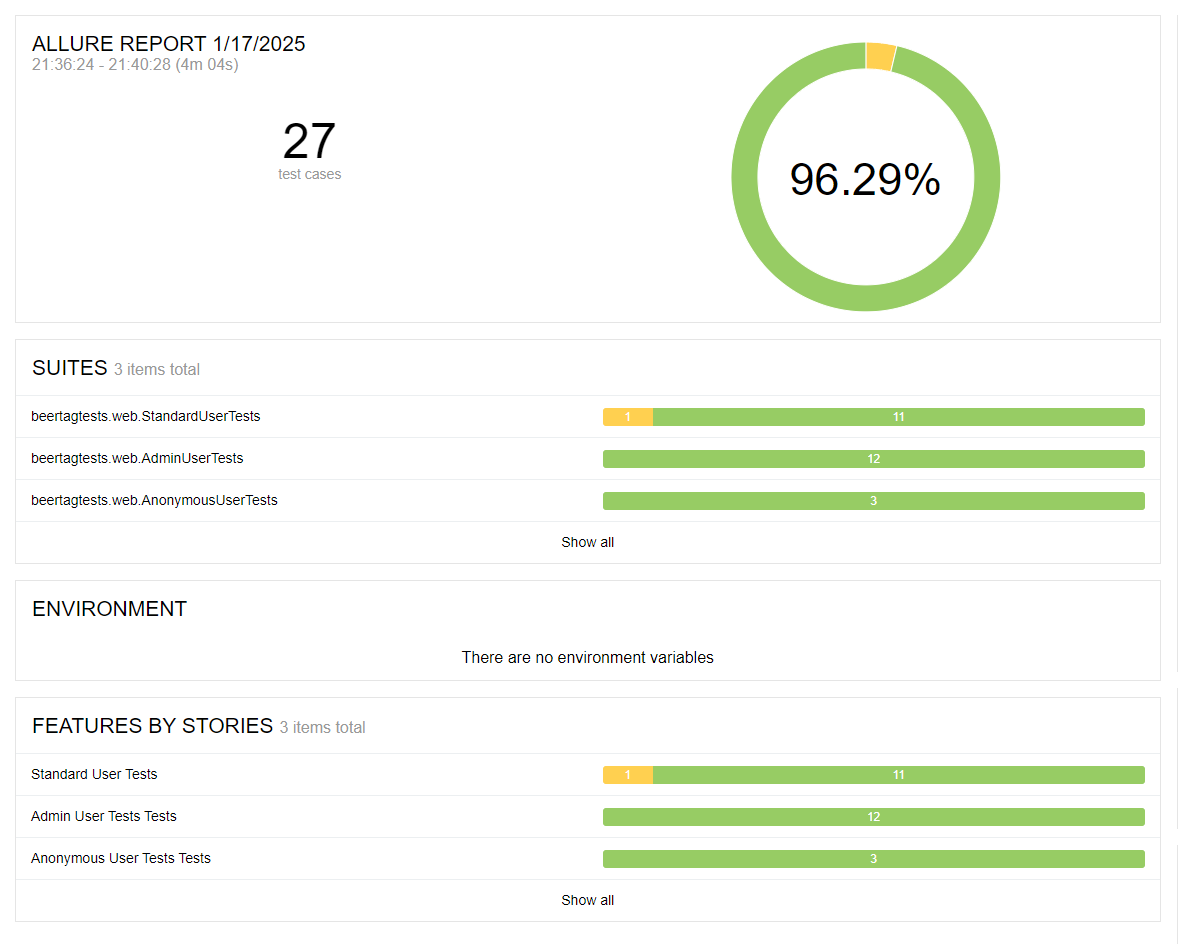 ALLURE REPORT 1/17/2025
21:36:24 - 21:40:28 (4m 04s)
27
test cases
96.29%
SUITES 3 items total
beertagtests.web.StandardUserTests 1 11
beertagtests.web.AdminUserTests 12
beertagtests.web.AnonymousUserTests 3
Show all
ENVIRONMENT
There are no environment variables
FEATURES BY STORIES 3 items total
Standard User Tests 1 11
Admin User Tests Tests 12
Anonymous User Tests Tests 3
Show all